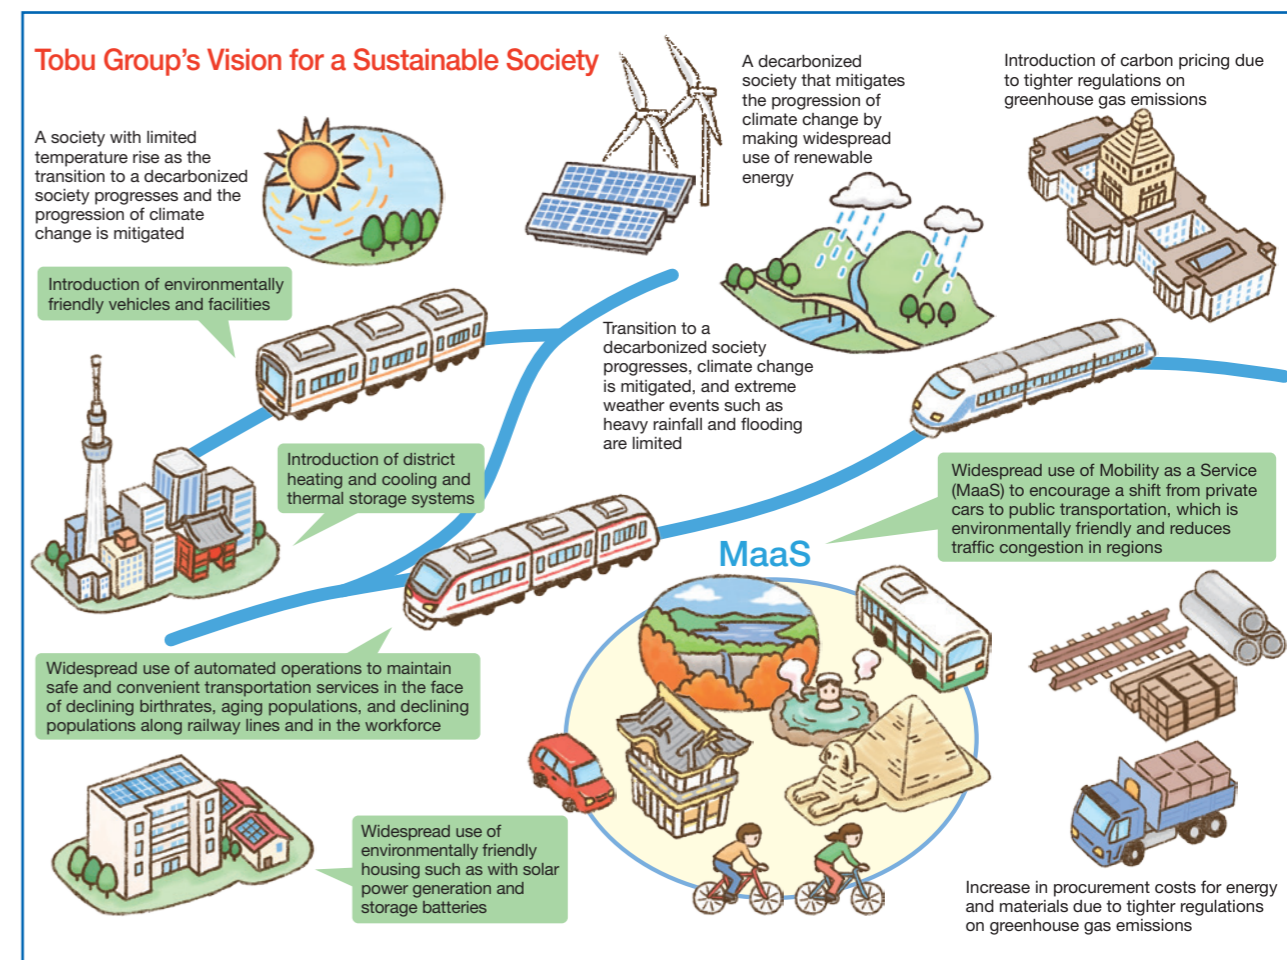 Tobu Group’s Vision for a Sustainable Society
A society with limited
temperature rise as the
transition to a decarbonized
society progresses and the
progression of climate
change is mitigated
A decarbonized
society that mitigates
the progression of
climate change by
making widespread
use of renewable
energy
Introduction of carbon pricing due
to tighter regulations on
greenhouse gas emissions
Introduction of environmentally
friendly vehicles and facilities
Transition to a
decarbonized society
progresses, climate change
is mitigated, and extreme
weather events such as
heavy rainfall and flooding
are limited
Introduction of district
heating and cooling and
thermal storage systems
Widespread use of Mobility as a Service
(MaaS) to encourage a shift from private
cars to public transportation, which is
environmentally friendly and reduces
traffic congestion in regions
MaaS
Widespread use of automated operations to maintain
safe and convenient transportation services in the face
of declining birthrates, aging populations, and declining
populations along railway lines and in the workforce
Widespread use of
environmentally friendly
housing such as with solar
power generation and
storage batteries
Increase in procurement costs for energy
and materials due to tighter regulations
on greenhouse gas emissions